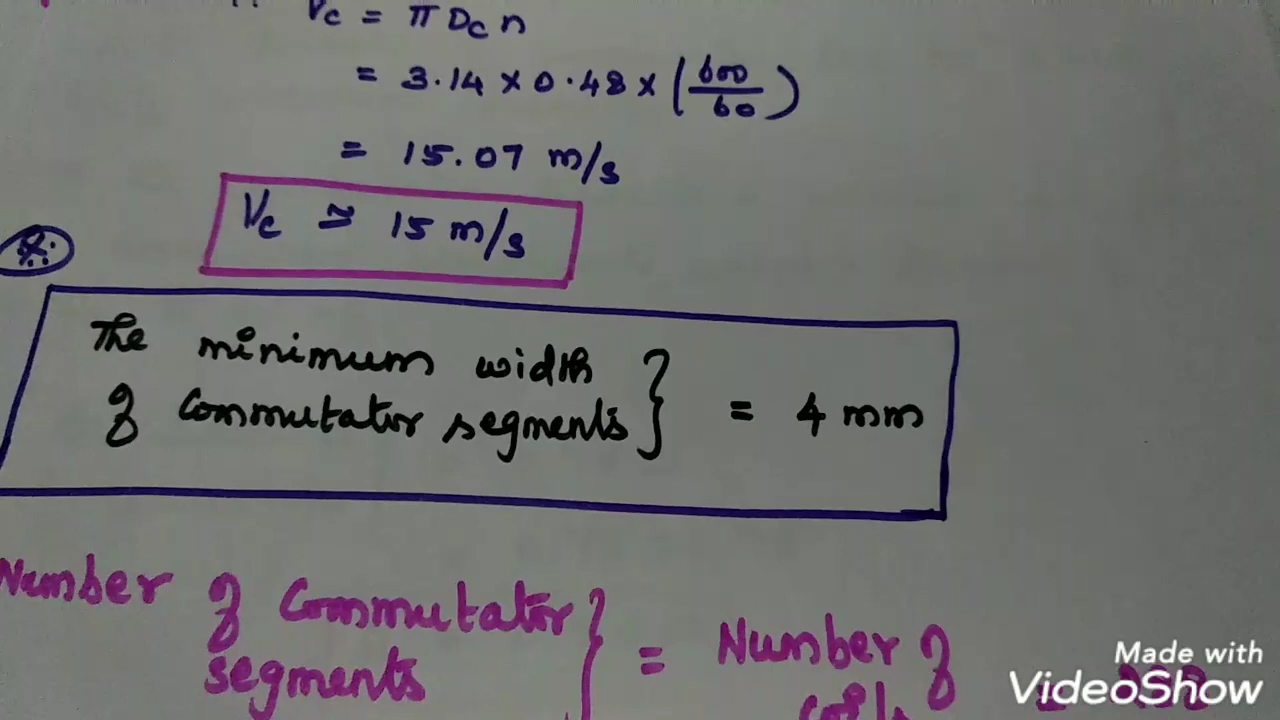 Vc = π Dc n
= 3.14 × 0.48 × (600/60)
= 15.07 m/s
Vc ≃ 15 m/s
The minimum width
of commutator segments } = 4 mm
Number of Commutator
segments } = Number of
coils
Made with
VideoShow